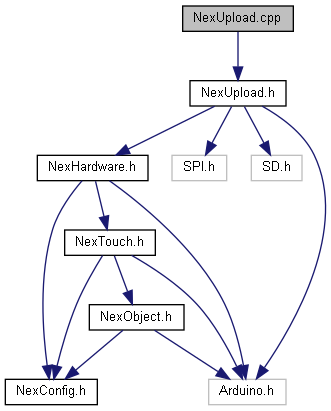 NexUpload.cpp
NexUpload.h
NexHardware.h
SPI.h
SD.h
NexTouch.h
NexObject.h
NexConfig.h
Arduino.h